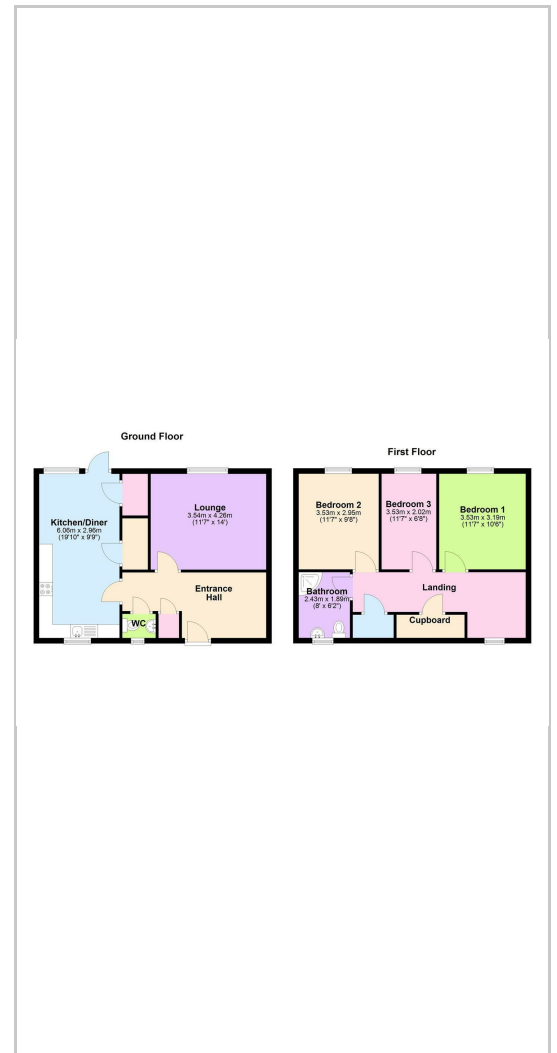 Ground Floor
Kitchen/Diner
6.06m x 2.96m
(19'10" x 9'9")
Lounge
3.54m x 4.26m
(11'7" x 14')
Entrance
Hall
WC
First Floor
Bedroom 2
3.53m x 2.95m
(11'7" x 9'8")
Bedroom 3
3.53m x 2.02m
(11'7" x 6'8")
Bedroom 1
3.53m x 3.19m
(11'7" x 10'6")
Bathroom
2.43m x 1.89m
(8' x 6'2")
Landing
Cupboard